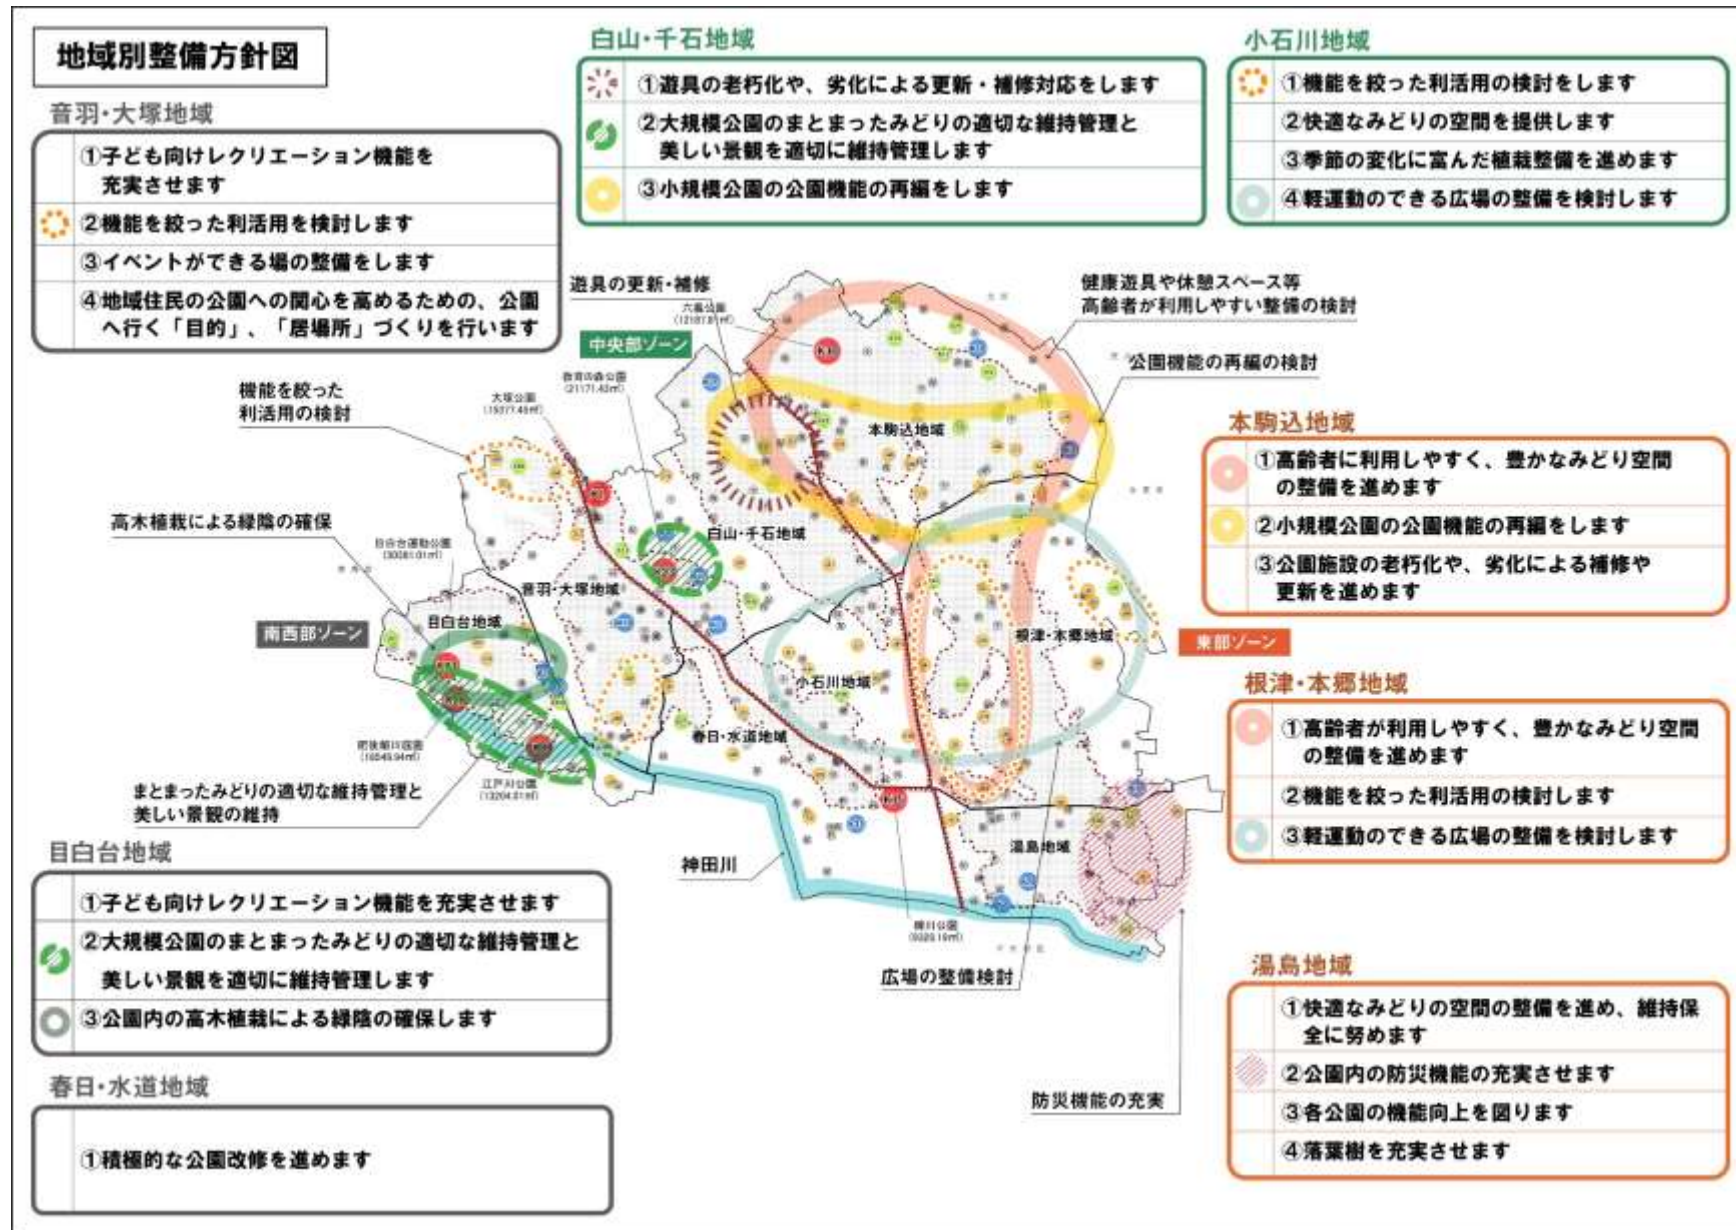 地域別整備方針図
音羽・大塚地域
①子ども向けレクリエーション機能を
充実させます
②機能を絞った利活用を検討します
③イベントができる場の整備をします
④地域住民の公園への関心を高めるための、公園
へ行く「目的」、「居場所」づくりを行います
白山・千石地域
①遊具の老朽化や、劣化による更新・補修対応をします
②大規模公園のまとまったみどりの適切な維持管理と
美しい景観を適切に維持管理します
③小規模公園の公園機能の再編をします
小石川地域
①機能を絞った利活用の検討をします
②快適なみどりの空間を提供します
③季節の変化に富んだ植栽整備を進めます
④軽運動のできる広場の整備を検討します
遊具の更新・補修
六義公園
中央部ゾーン
教育の森公園
(21171.43㎡)
大塚公園
健康遊具や休憩スペース等
高齢者が利用しやすい整備の検討
公園機能の再編の検討
機能を絞った
利活用の検討
高木植栽による緑陰の確保
目白台運動公園
本駒込地域
白山・千石地域
音羽・大塚地域
目白台地域
南西部ゾーン
根津・本郷地域
東部ゾーン
小石川地域
春日・水道地域
肥後細川庭園
江戸川公園
まとまったみどりの適切な維持管理と
美しい景観の維持
神田川
湯島地域
礫川公園
広場の整備検討
防災機能の充実
本駒込地域
①高齢者に利用しやすく、豊かなみどり空間
の整備を進めます
②小規模公園の公園機能の再編をします
③公園施設の老朽化や、劣化による補修や
更新を進めます
根津・本郷地域
①高齢者が利用しやすく、豊かなみどり空間
の整備を進めます
②機能を絞った利活用の検討します
③軽運動のできる広場の整備を検討します
目白台地域
①子ども向けレクリエーション機能を充実させます
②大規模公園のまとまったみどりの適切な維持管理と
美しい景観を適切に維持管理します
③公園内の高木植栽による緑陰の確保します
湯島地域
①快適なみどりの空間の整備を進め、維持保
全に努めます
②公園内の防災機能の充実させます
③各公園の機能向上を図ります
④落葉樹を充実させます
春日・水道地域
①積極的な公園改修を進めます